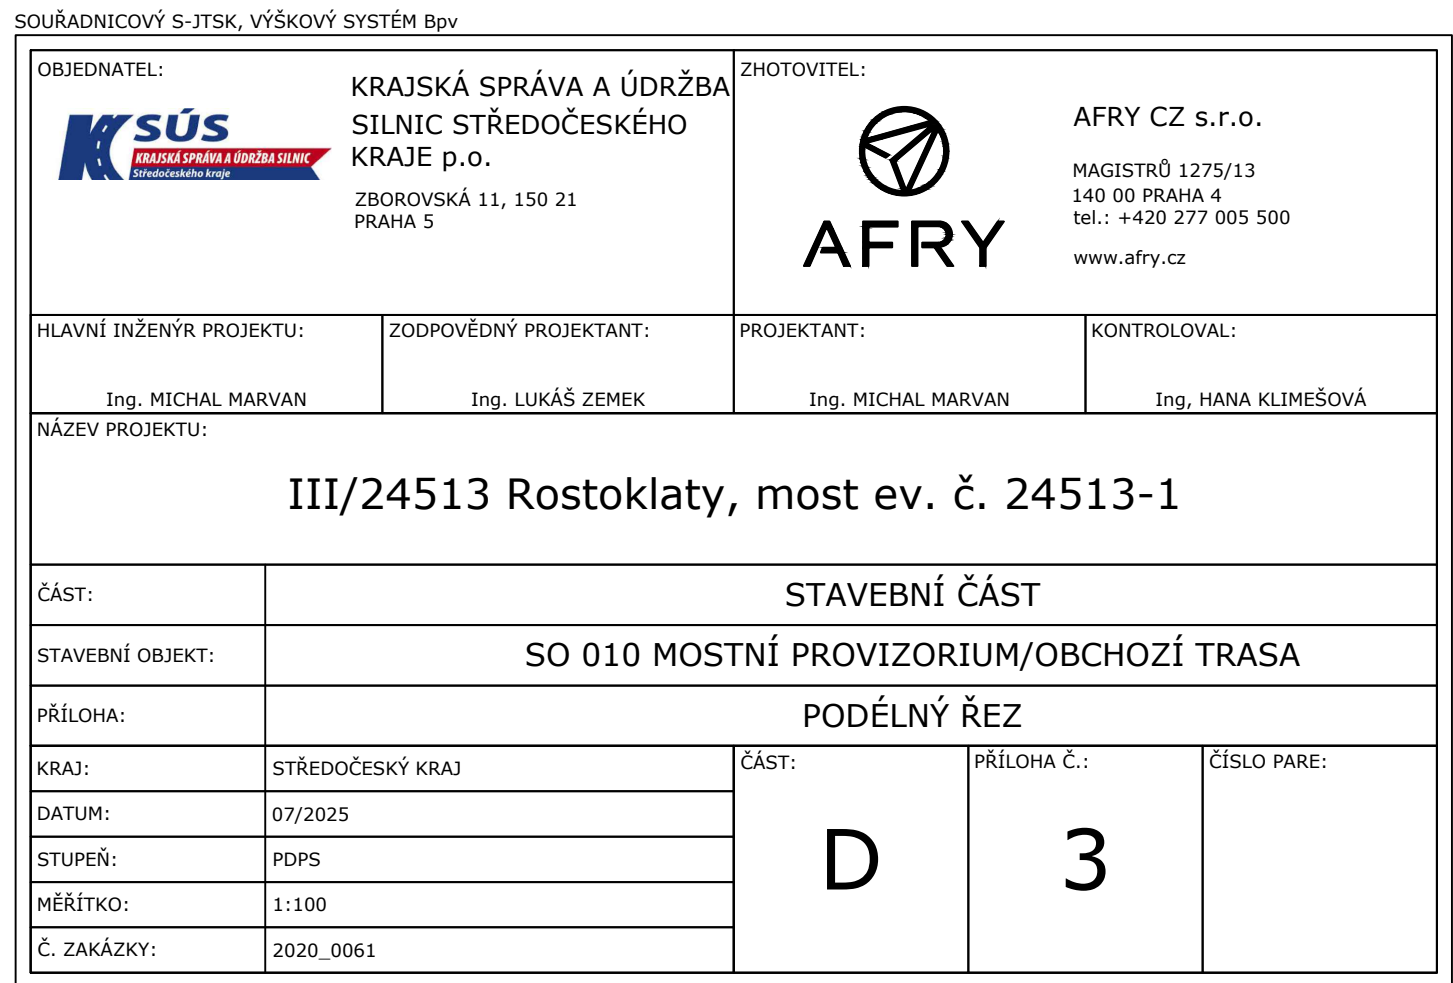 SOUŘADNICOVÝ S-JTSK, VÝŠKOVÝ SYSTÉM Bpv
OBJEDNATEL:
SÚS
KRAJSKÁ SPRÁVA A ÚDRŽBA SILNIC
Středočeského kraje
KRAJSKÁ SPRÁVA A ÚDRŽBA
SILNIC STŘEDOČESKÉHO
KRAJE p.o.
ZBOROVSKÁ 11, 150 21
PRAHA 5
ZHOTOVITEL:
AFRY
AFRY CZ s.r.o.
MAGISTRŮ 1275/13
140 00 PRAHA 4
tel.: +420 277 005 500
www.afry.cz
HLAVNÍ INŽENÝR PROJEKTU:
Ing. MICHAL MARVAN
ZODPOVĚDNÝ PROJEKTANT:
Ing. LUKÁŠ ZEMEK
PROJEKTANT:
Ing. MICHAL MARVAN
KONTROLOVAL:
Ing, HANA KLIMEŠOVÁ
NÁZEV PROJEKTU:
III/24513 Rostoklaty, most ev. č. 24513-1
ČÁST:
STAVEBNÍ ČÁST
STAVEBNÍ OBJEKT:
SO 010 MOSTNÍ PROVIZORIUM/OBCHOZÍ TRASA
PŘÍLOHA:
PODÉLNÝ ŘEZ
KRAJ:
STŘEDOČESKÝ KRAJ
DATUM:
07/2025
STUPEŇ:
PDPS
MĚŘÍTKO:
1:100
Č. ZAKÁZKY:
2020_0061
ČÁST:
D
PŘÍLOHA Č.:
3
ČÍSLO PARE: